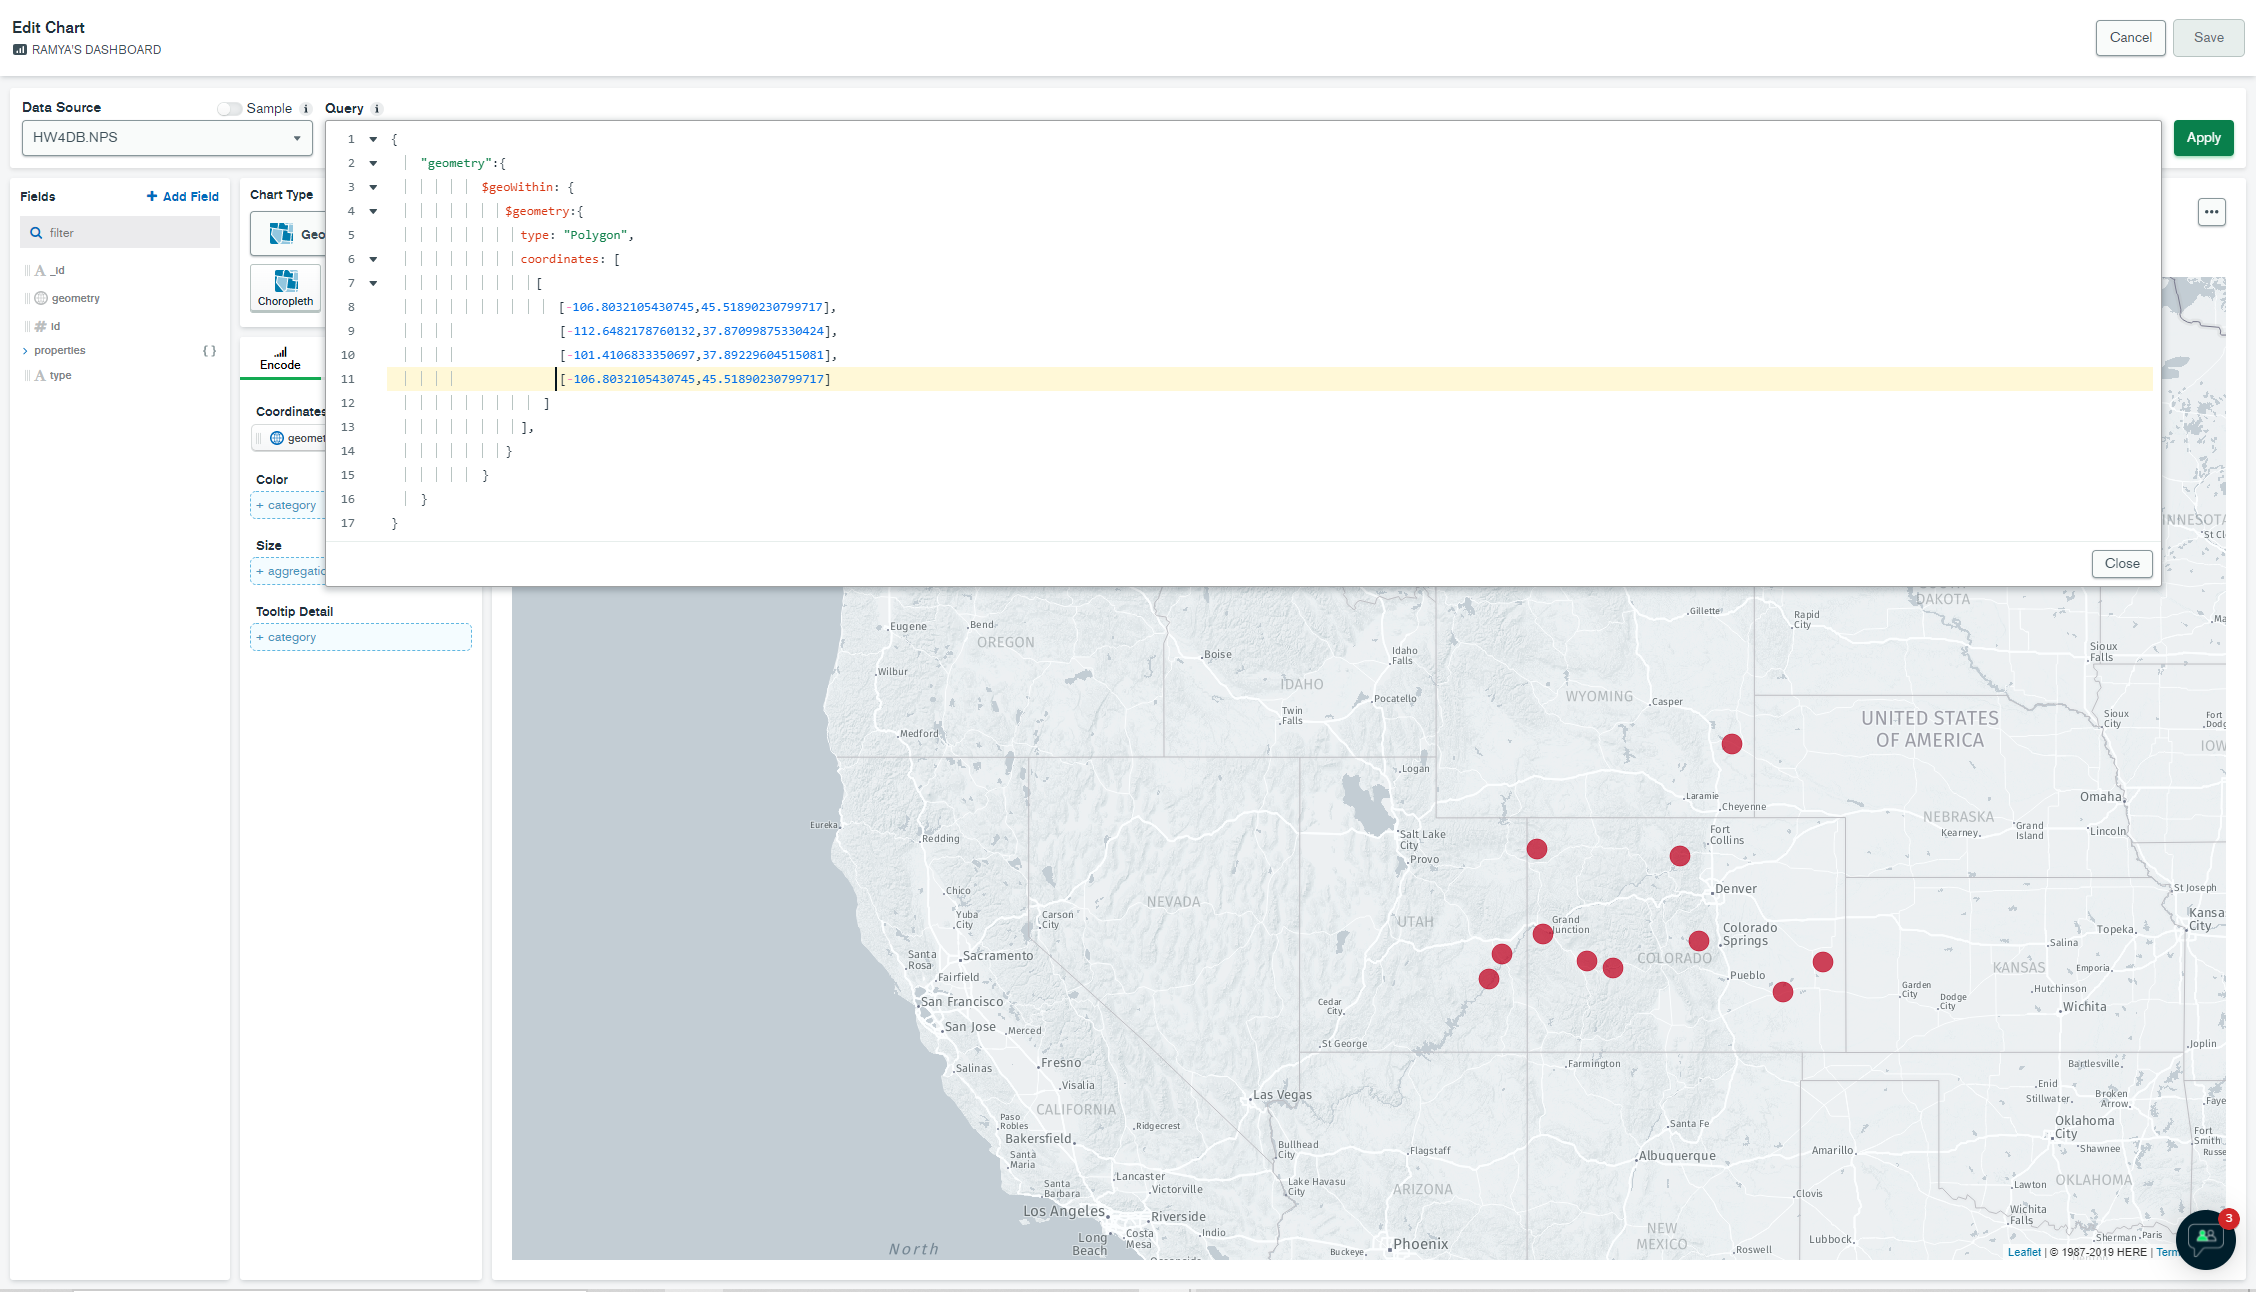 Edit Chart
RAMYA'S DASHBOARD
Cancel
Save
Data Source
Sample
Query
HW4DB.NPS
Apply
1 {
2 "geometry":{
3 $geoWithin: {
4 $geometry:{
5 type: "Polygon",
6 coordinates: [
7 [
8 [-106.8032105430745,45.51890230799717],
9 [-112.6482178760132,37.87099875330424],
10 [-101.4106833350697,37.89229604515081],
11 [-106.8032105430745,45.51890230799717]
12 ]
13 ],
14 }
15 }
16 }
17 }
Close
Fields
+ Add Field
filter
A _id
geometry
# id
properties { }
A type
Chart Type
Geo
Choropleth
Encode
Coordinates
geomet
Color
+ category
Size
+ aggregatio
Tooltip Detail
+ category
...
INNESOTA
St Cl
DAKOTA
Gillette
Rapid
City
Ma
Eugene
Bend
OREGON
Boise
Idaho
Falls
Sioux
Falls
Wilbur
IDAHO
Pocatello
WYOMING
Casper
Twin
Falls
UNITED STATES
OF AMERICA
Sioux
City
Fort
Dodg
IOW
Medford
Logan
Laramie
Cheyenne
Omaha
NEBRASKA
Kearney
Grand
Island
Lincoln
Eureka
Redding
Salt Lake
City
Provo
Fort
Collins
Denver
St Joseph
Chico
Yuba
City
Carson
City
NEVADA
UTAH
Grand
Junction
Colorado
Springs
Kansa
City
Topeka
Salina
Santa
Rosa
Sacramento
Fairfield
COLORADO
Pueblo
KANSAS
Emporia
Hutchinson
Garden
City
Dodge
City
Wichita
San Francisco
San Jose
Merced
Cedar
City
St George
Joplin
Fresno
Salinas
Visalia
Farmington
Bartlesville
Las Vegas
Enid
Stillwater
Broken
Arrow
Faye
CALIFORNIA
Paso
Robles
Ridgecrest
Bakersfield
Santa Fe
Oklahoma
City
Fort
Smith
Shawnee
Russe
Santa
Maria
Bullhead
City
Flagstaff
Albuquerque
Amarillo
Lancaster
Victorville
Santa
Barbara
Lake Havasu
City
ARIZONA
Clovis
Lawton
OKLAHOMA
Los Angeles
Riverside
Wichita
Falls
Costa
Mesa
Indio
Long
Beach
NEW
MEXICO
North
Buckeye
Phoenix
Roswell
Lubbock
Sherman
Paris
3
Leaflet | © 1987-2019 HERE | Term